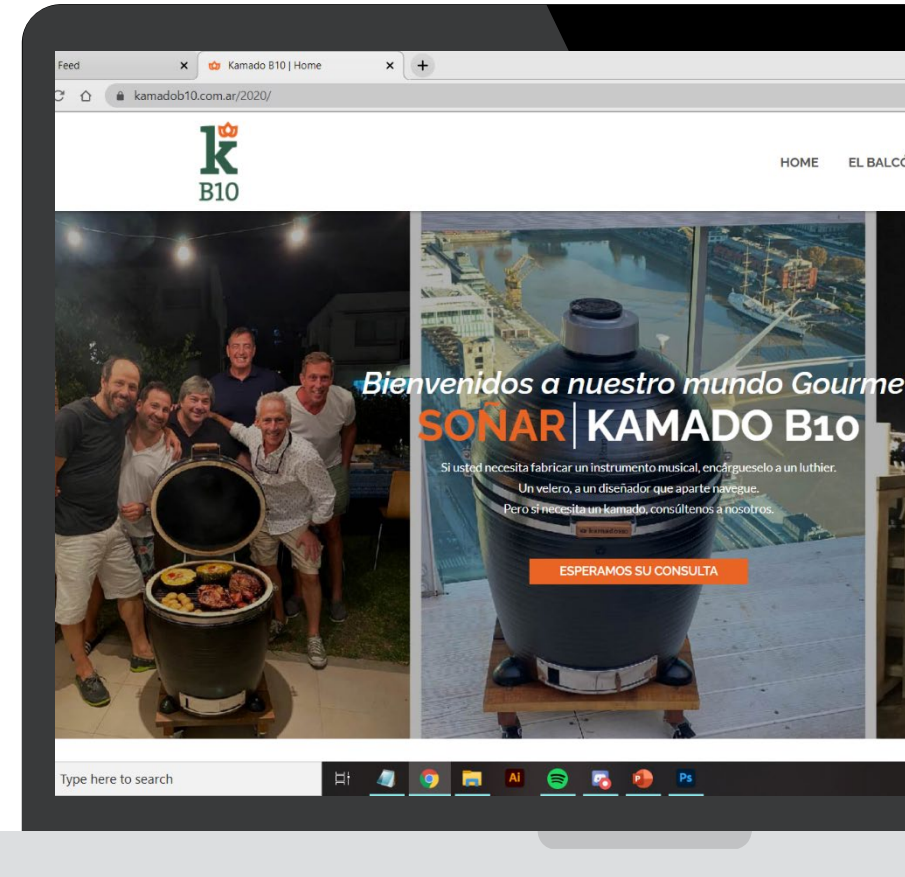 Feed
Kamado B10 | Home
kamadob10.com.ar/2020/
k
B10
HOME EL BALCÓ
Bienvenidos a nuestro mundo Gourme
SOÑAR KAMADO B10
Si usted necesita fabricar un instrumento musical, encárgueselo a un luthier.
Un velero, a un diseñador que aparte navegue.
Pero si necesita un kamado, consúltenos a nosotros.
ESPERAMOS SU CONSULTA
Type here to search
Ai
P
Ps